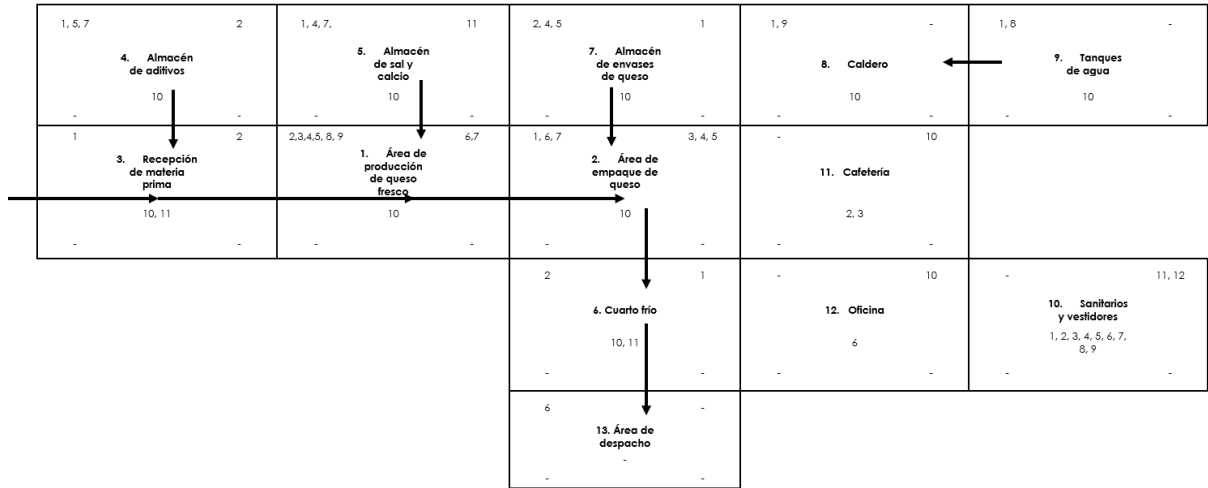 1, 5, 7 2
4. Almacén
de aditivos
10
- -
1, 4, 7, 11
5. Almacén
de sal y
calcio
10
- -
2, 4, 5 1
7. Almacén
de envases
de queso
10
- -
1, 9 -
8. Caldero
10
- -
1, 8 -
9. Tanques
de agua
10
- -
1 2
3. Recepción
de materia
prima
10, 11
- -
2,3,4,5, 8, 9 6,7
1. Área de
producción
de queso
fresco
10
- -
1, 6, 7 3, 4, 5
2. Área de
empaque de
queso
10
- -
- 10
11. Cafetería
2, 3
- -
2 1
6. Cuarto frío
10, 11
- -
- 10
12. Oficina
6
- -
- 11, 12
10. Sanitarios
y vestidores
1, 2, 3, 4, 5, 6, 7,
8, 9
- -
6 -
13. Área de
despacho
-
- -